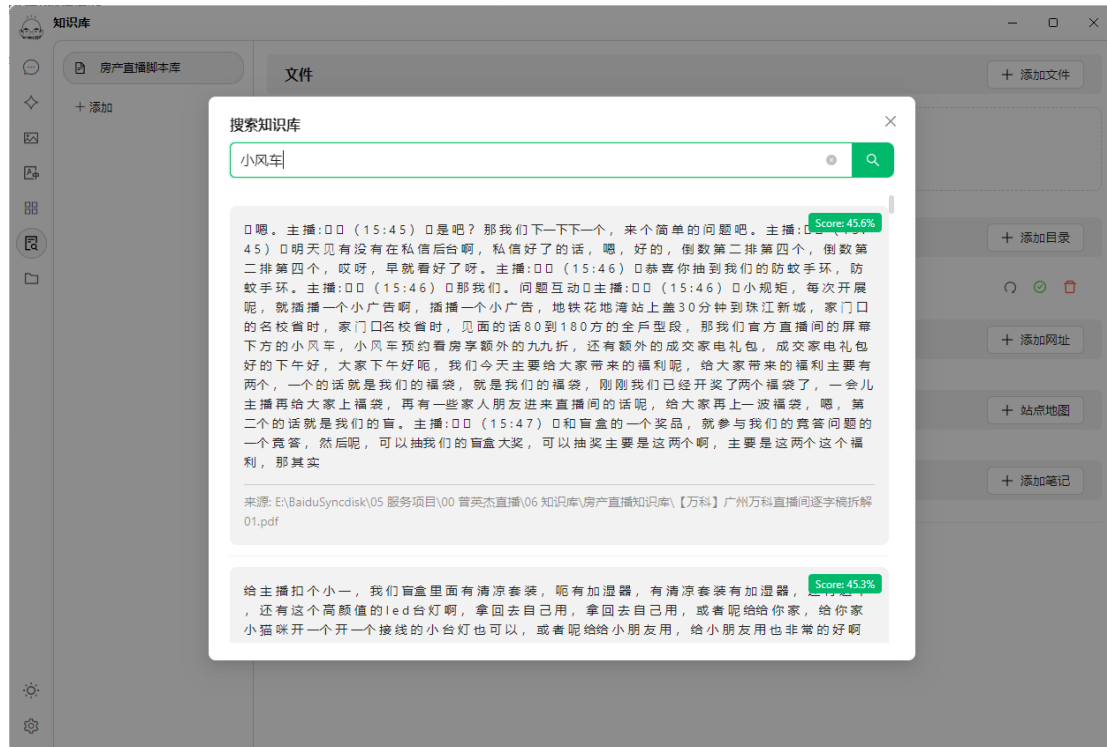 知识库
房产直播脚本库
+ 添加
文件
+ 添加文件
搜索知识库
小风车
Score: 45.6%
▯嗯。主播:▯▯ (15:45) ▯是吧?那我们下一下下一个,来个简单的问题吧。主播:
45) ▯明天见有没有在私信后台啊,私信好了的话,嗯,好的,倒数第二排第四个,倒数第
二排第四个,哎呀,早就看好了呀。主播:▯▯ (15:46) ▯恭喜你抽到我们的防蚊手环,防
蚊手环。主播:▯▯ (15:46) ▯那我们。问题互动▯主播:▯▯ (15:46) ▯小规矩,每次开展
呢,就插播一个小广告啊,插播一个小广告,地铁花地湾站上盖30分钟到珠江新城,家门口
的名校省时,家门口名校省时,见面的话80到180方的全户型段,那我们官方直播间的屏幕
下方的小风车,小风车预约看房享额外的九九折,还有额外的成交家电礼包,成交家电礼包
好的下午好,大家下午好呃,我们今天主要给大家带来的福利呢,给大家带来的福利主要有
两个,一个的话就是我们的福袋,就是我们的福袋,刚刚我们已经开奖了两个福袋了,一会儿
主播再给大家上福袋,再有一些家人朋友进来直播间的话呢,给大家再上一波福袋,嗯,第
二个的话就是我们的盲。主播:▯▯ (15:47) ▯和盲盒的一个奖品,就参与我们的竞答问题的
一个竞答,然后呢,可以抽我们的盲盒大奖,可以抽奖主要是这两个啊,主要是这两个这个福
利,那其实
来源: E:\BaiduSyncdisk\05 服务项目\00 曾英杰直播\06 知识库\房产直播知识库\【万科】广州万科直播间逐字稿拆解
01.pdf
Score: 45.3%
给主播扣个小一,我们盲盒里面有清凉套装,呃有加湿器,有清凉套装有加湿器,
,还有这个高颜值的led台灯啊,拿回去自己用,拿回去自己用,或者呢给给你家,给你家
小猫咪开一个开一个接线的小台灯也可以,或者呢给给小朋友用,给小朋友用也非常的好啊
+ 添加目录
+ 添加网址
+ 站点地图
+ 添加笔记